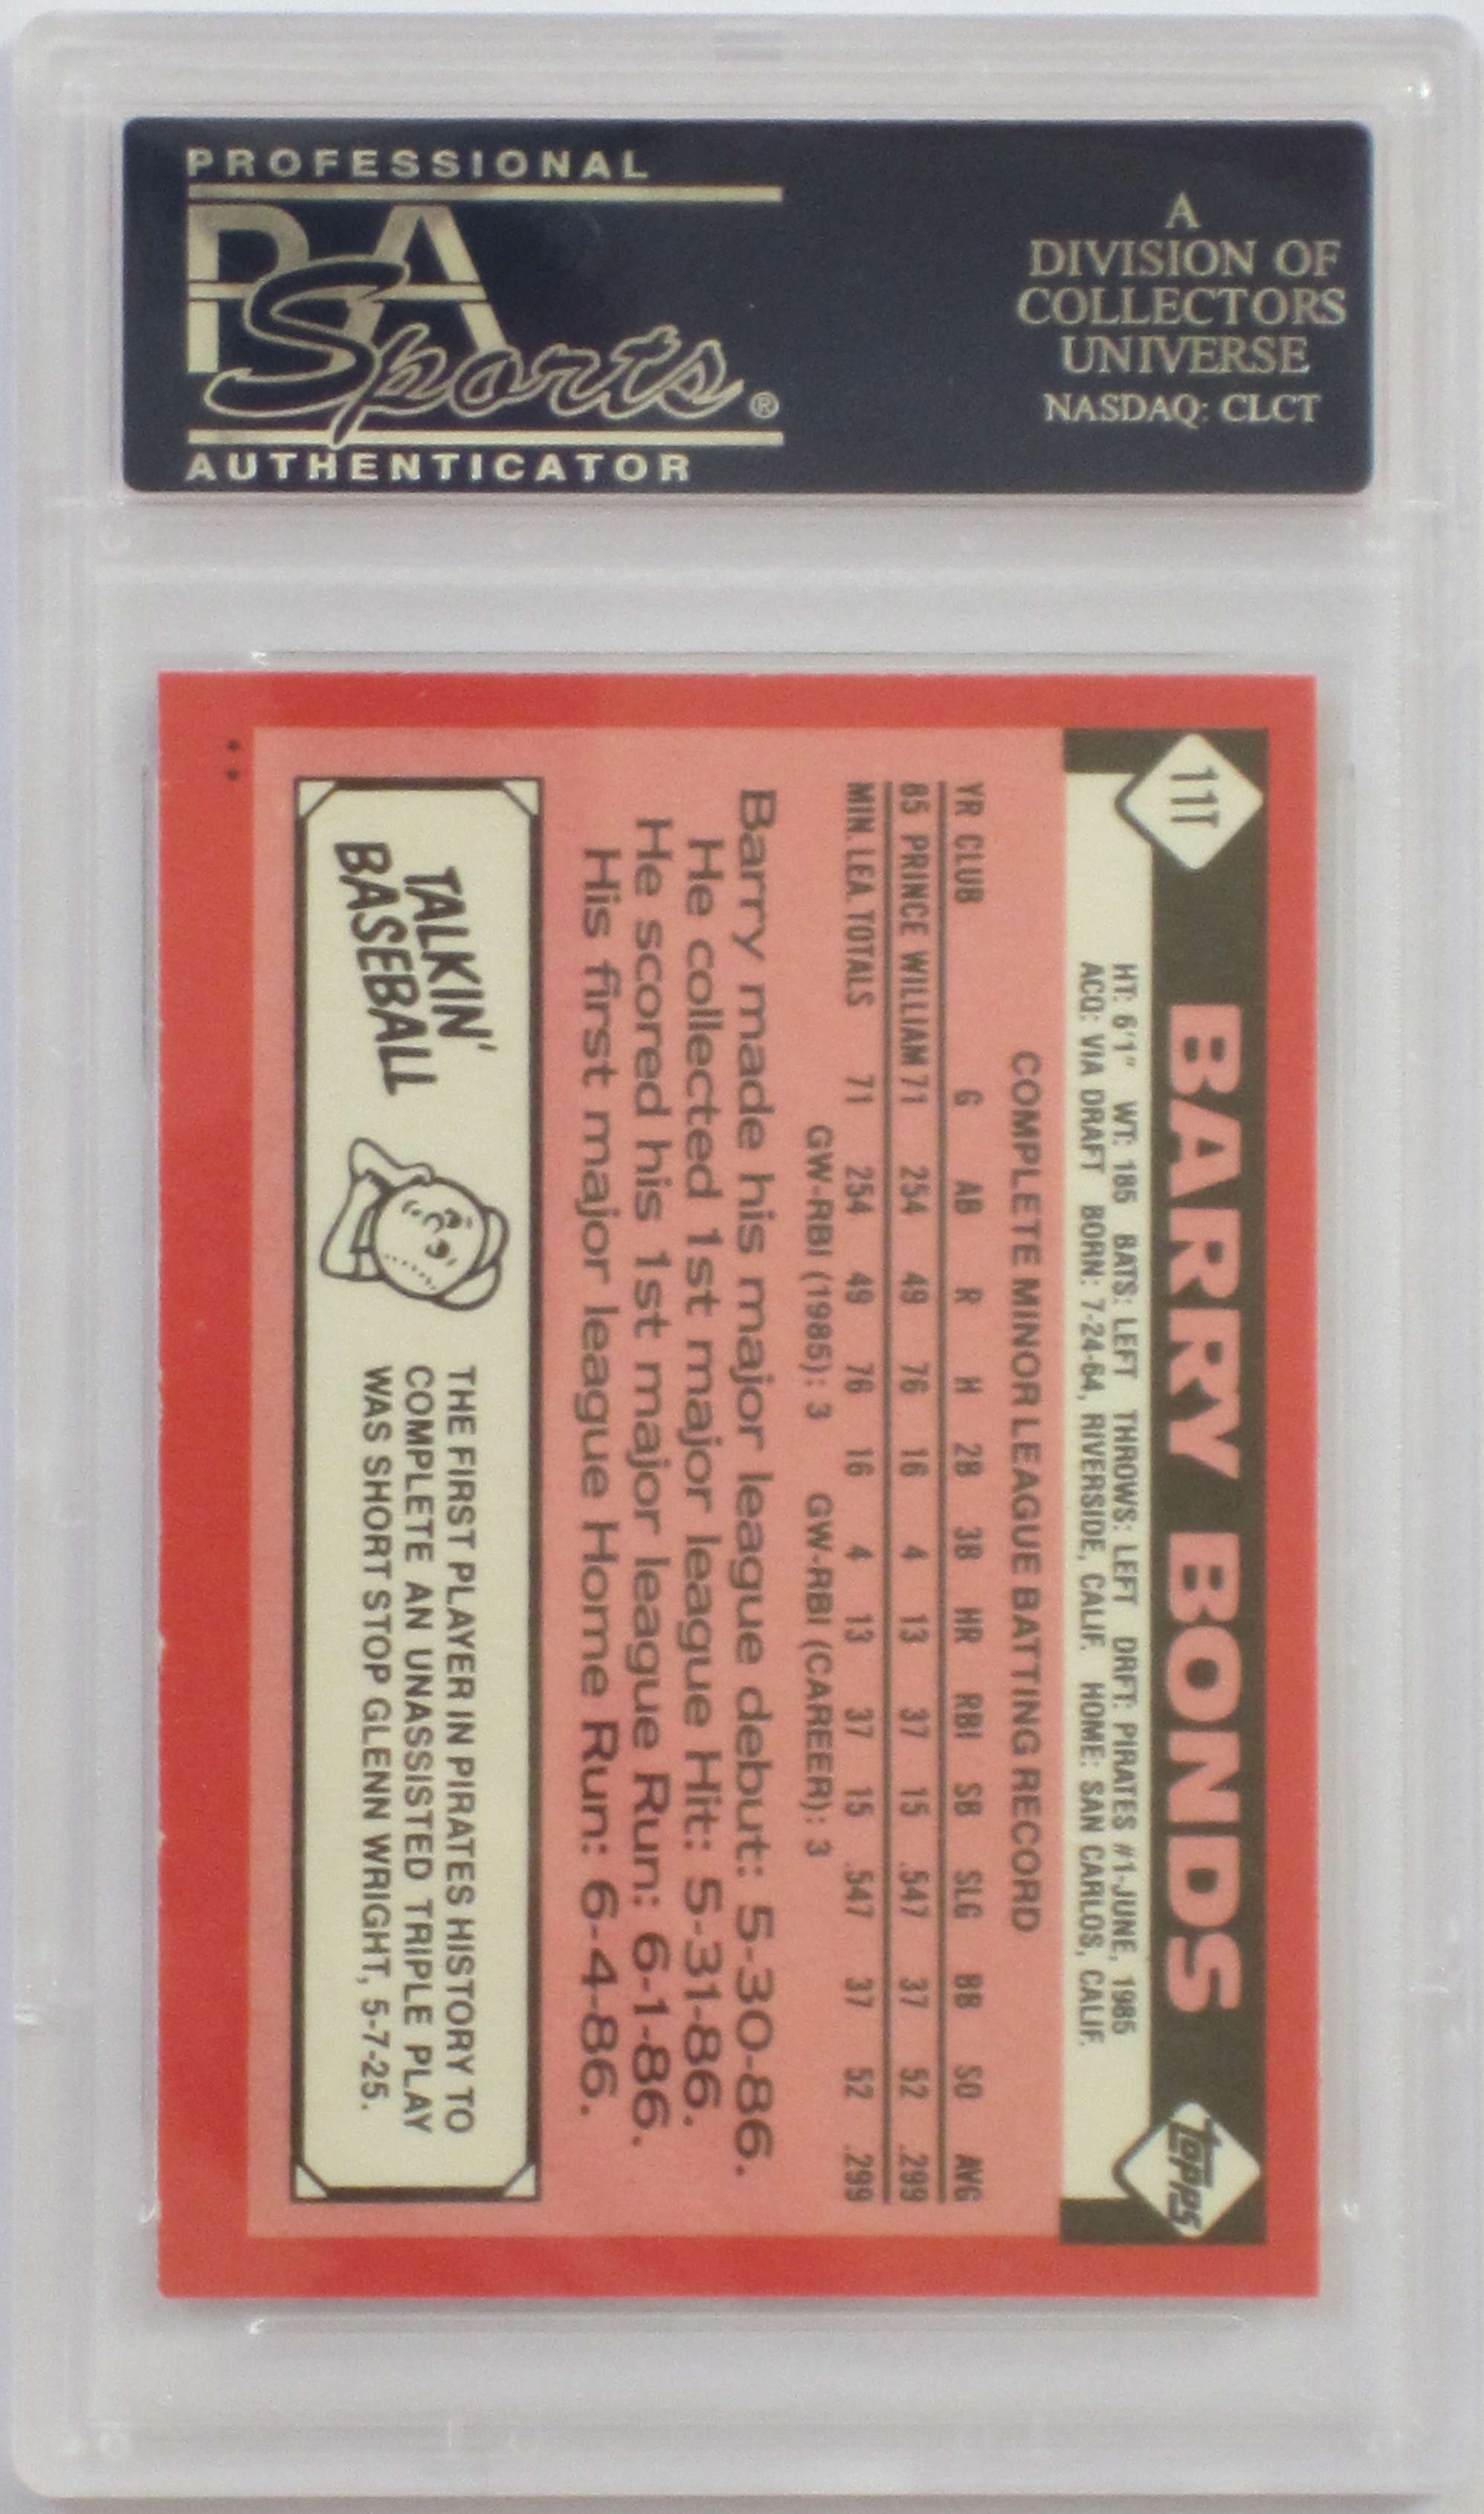 PROFESSIONAL
PSA
Sports®
AUTHENTICATOR
A
DIVISION OF
COLLECTORS
UNIVERSE
NASDAQ: CLCT
11T
BARRY BONDS
topps
HT: 6'1" WT: 185 BATS: LEFT THROWS: LEFT DRFT: PIRATES #1-JUNE, 1985
ACQ: VIA DRAFT BORN: 7-24-64, RIVERSIDE, CALIF. HOME: SAN CARLOS, CALIF.
COMPLETE MINOR LEAGUE BATTING RECORD
YR CLUB G AB R H 2B 3B HR RBI SB SLG BB SO AVG
85 PRINCE WILLIAM 71 254 49 76 16 4 13 37 15 .547 37 52 .299
MIN. LEA. TOTALS 71 254 49 76 16 4 13 37 15 .547 37 52 .299
GW-RBI (1985): 3 GW-RBI (CAREER): 3
Barry made his major league debut: 5-30-86.
He collected 1st major league Hit: 5-31-86.
He scored his 1st major league Run: 6-1-86.
His first major league Home Run: 6-4-86.
TALKIN'
BASEBALL
THE FIRST PLAYER IN PIRATES HISTORY TO
COMPLETE AN UNASSISTED TRIPLE PLAY
WAS SHORT STOP GLENN WRIGHT, 5-7-25.